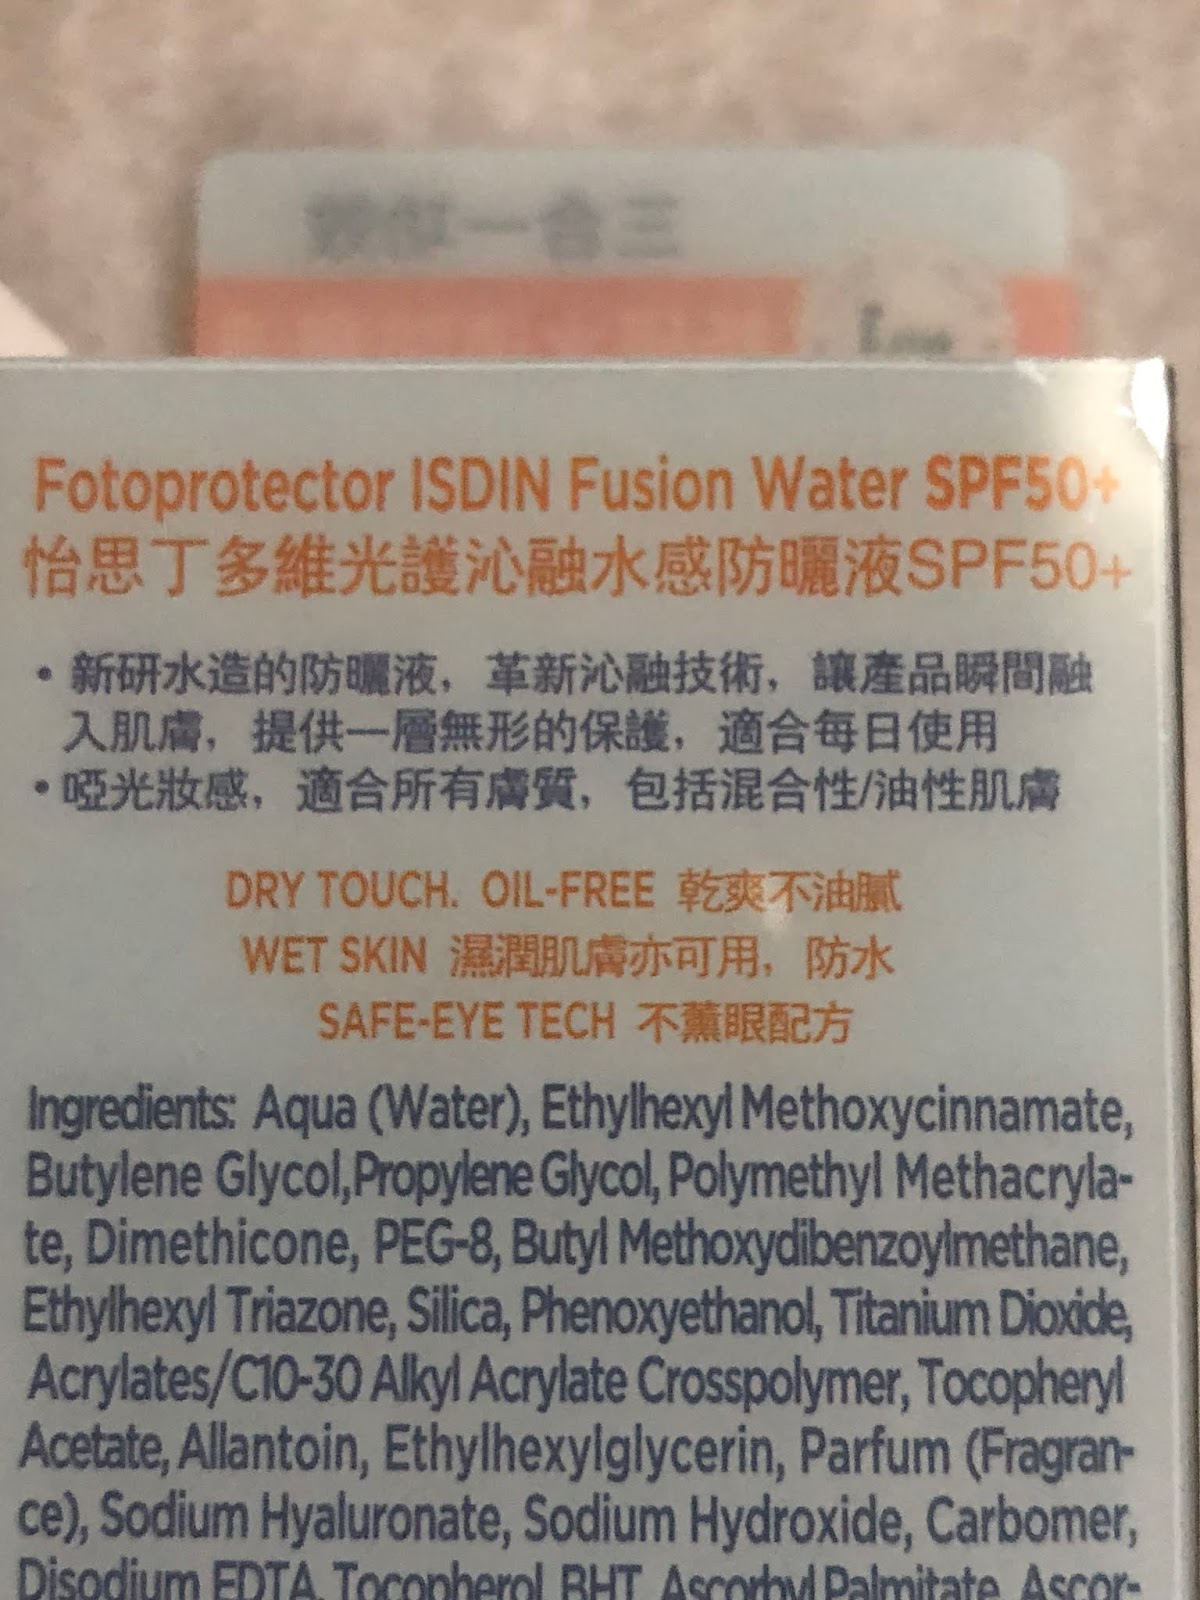 Fotoprotector ISDIN Fusion Water SPF50+
怡思丁多維光護沁融水感防曬液SPF50+
• 新研水造的防曬液，革新沁融技術，讓產品瞬間融
入肌膚，提供一層無形的保護，適合每日使用
• 啞光妝感，適合所有膚質，包括混合性/油性肌膚
DRY TOUCH. OIL-FREE 乾爽不油膩
WET SKIN 濕潤肌膚亦可用，防水
SAFE-EYE TECH 不薰眼配方
Ingredients: Aqua (Water), Ethylhexyl Methoxycinnamate,
Butylene Glycol,Propylene Glycol, Polymethyl Methacryla-
te, Dimethicone, PEG-8, Butyl Methoxydibenzoylmethane,
Ethylhexyl Triazone, Silica, Phenoxyethanol, Titanium Dioxide,
Acrylates/C10-30 Alkyl Acrylate Crosspolymer, Tocopheryl
Acetate, Allantoin, Ethylhexylglycerin, Parfum (Fragran-
ce), Sodium Hyaluronate, Sodium Hydroxide, Carbomer,
Disodium EDTA, Tocopherol, BHT, Ascorbyl Palmitate, Ascor-